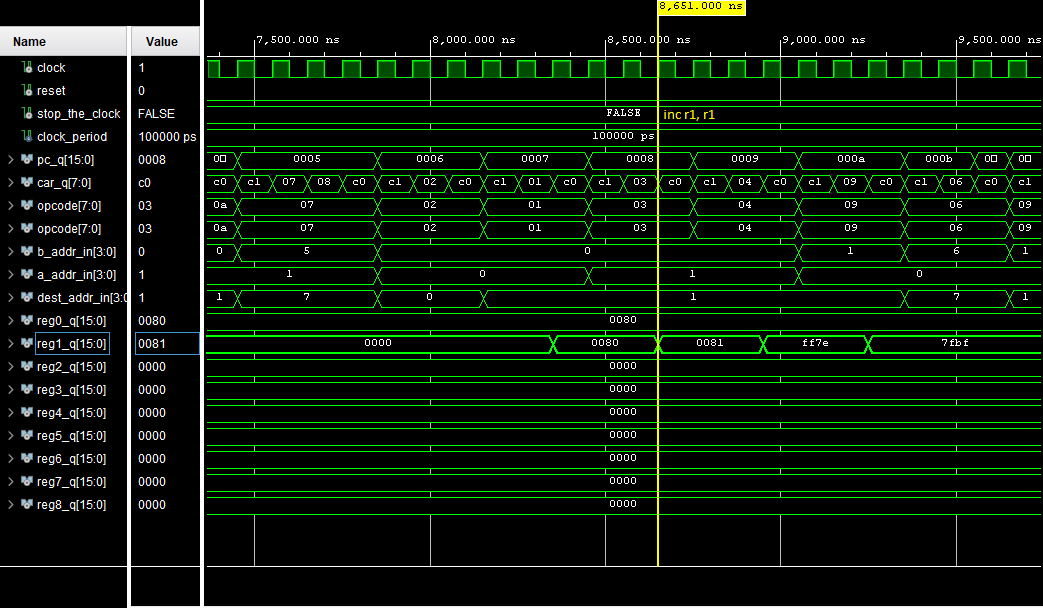 8,651.000 ns
Name Value
7,500.000 ns 8,000.000 ns 8,500.000 ns 9,000.000 ns 9,500.000 ns
clock 1
reset 0
stop_the_clock FALSE FALSE inc r1, r1
clock_period 100000 ps 100000 ps
pc_q[15:0] 0008 0005 0006 0007 0008 0009 000a 000b
car_q[7:0] c0 c0 c1 07 08 c0 c1 02 c0 c1 01 c0 c1 03 c0 c1 04 c0 c1 09 c0 c1 06 c0 c1
opcode[7:0] 03 0a 07 02 01 03 04 09 06 09
opcode[7:0] 03 0a 07 02 01 03 04 09 06 09
b_addr_in[3:0] 0 0 5 0 1 6 1
a_addr_in[3:0] 1 1 0 1 0
dest_addr_in[3:0 1 1 7 0 1 7 1
reg0_q[15:0] 0080 0080
reg1_q[15:0] 0081 0000 0080 0081 ff7e 7fbf
reg2_q[15:0] 0000 0000
reg3_q[15:0] 0000 0000
reg4_q[15:0] 0000 0000
reg5_q[15:0] 0000 0000
reg6_q[15:0] 0000 0000
reg7_q[15:0] 0000 0000
reg8_q[15:0] 0000 0000